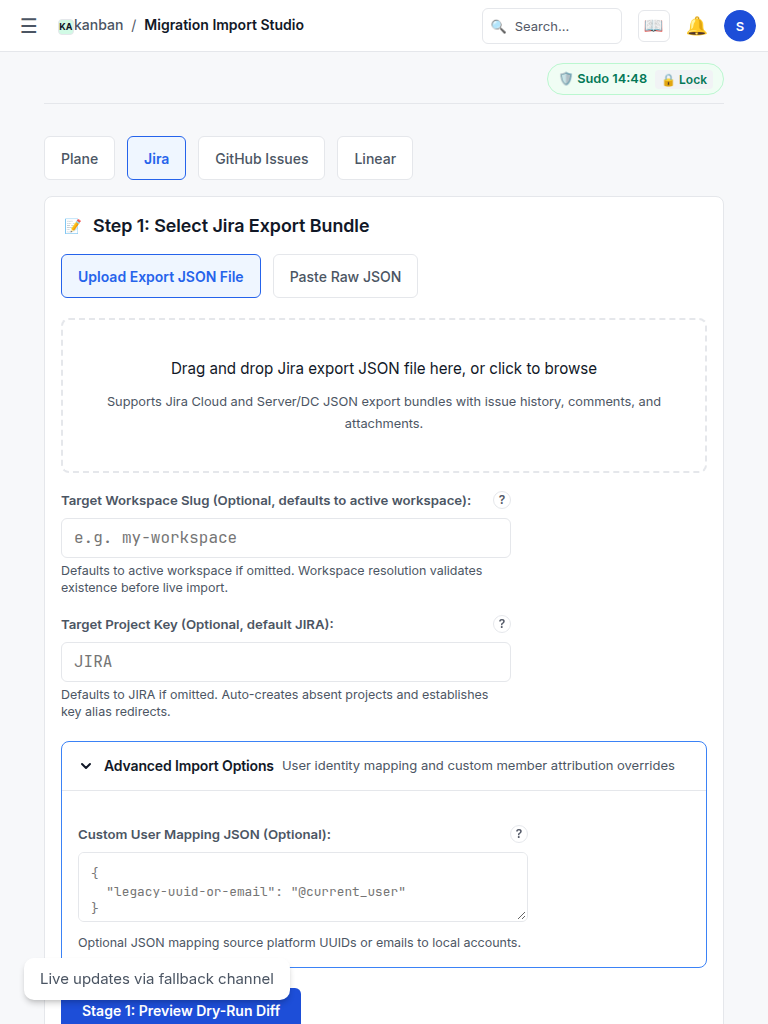 KA kanban / Migration Import Studio
Search...
S
Sudo 14:48 Lock
Plane
Jira
GitHub Issues
Linear
Step 1: Select Jira Export Bundle
Upload Export JSON File
Paste Raw JSON
Drag and drop Jira export JSON file here, or click to browse
Supports Jira Cloud and Server/DC JSON export bundles with issue history, comments, and
attachments.
Target Workspace Slug (Optional, defaults to active workspace): ?
e.g. my-workspace
Defaults to active workspace if omitted. Workspace resolution validates
existence before live import.
Target Project Key (Optional, default JIRA): ?
JIRA
Defaults to JIRA if omitted. Auto-creates absent projects and establishes
key alias redirects.
Advanced Import Options User identity mapping and custom member attribution overrides
Custom User Mapping JSON (Optional): ?
{
"legacy-uuid-or-email": "@current_user"
}
Optional JSON mapping source platform UUIDs or emails to local accounts.
Live updates via fallback channel
Stage 1: Preview Dry-Run Diff